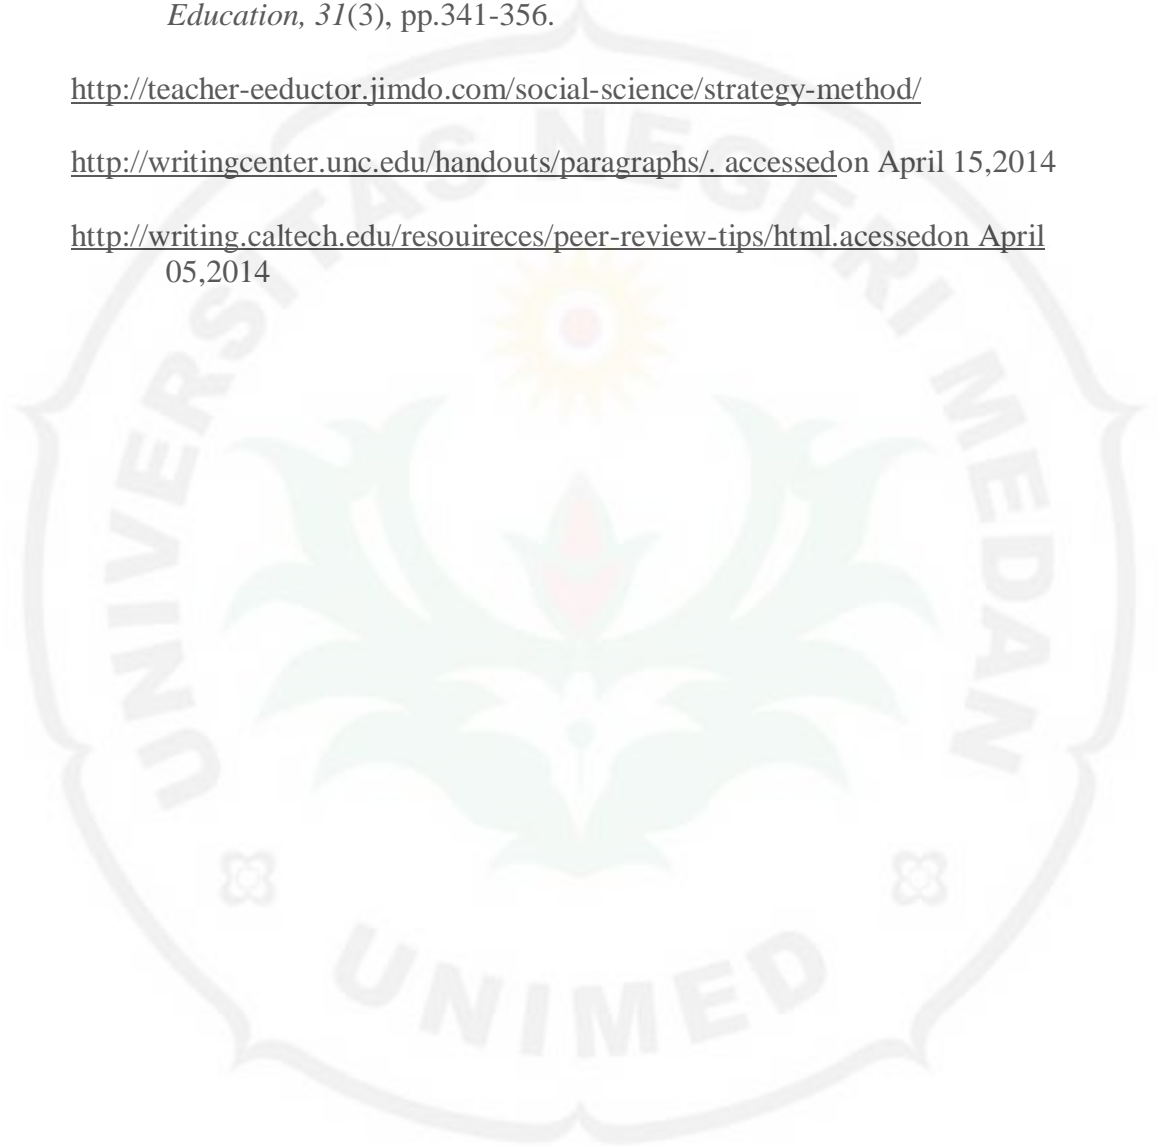 Education, 31(3), pp.341-356.
http://teacher-eeductor.jimdo.com/social-science/strategy-method/
http://writingcenter.unc.edu/handouts/paragraphs/. accessedon April 15,2014
http://writing.caltech.edu/resouireces/peer-review-tips/html.acessedon April
05,2014
UNIVERSITAS NEGERI MEDAN
UNIMED